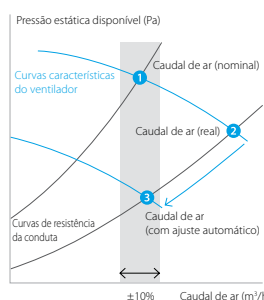 Pressão estática disponível (Pa)
1
Caudal de ar (nominal)
Curvas características
do ventilador
Caudal de ar (real)
2
3
Curvas de resistência
da conduta
Caudal de ar
(com ajuste automático)
±10%
Caudal de ar (m³/h